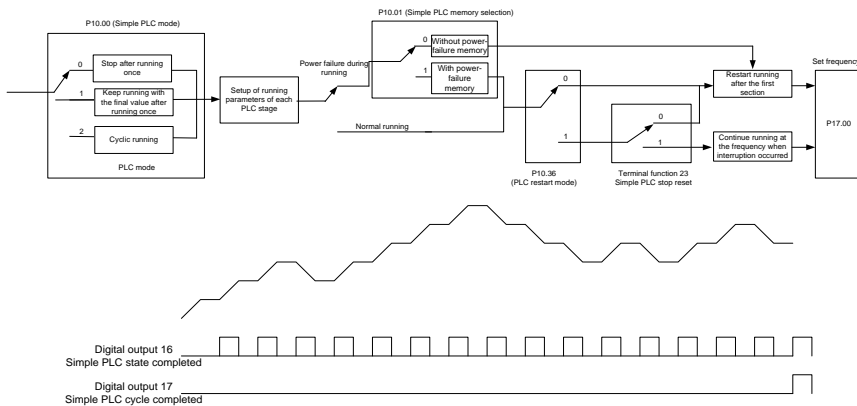 P10.00 (Simple PLC mode)
0
Stop after running
once
1
Keep running with
the final value after
running once
2
Cyclic running
PLC mode
Setup of running
parameters of each
PLC stage
Power failure during
running
P10.01 (Simple PLC memory selection)
0
Without power-
failure memory
1
With power-
failure
memory
Normal running
0
1
P10.36
(PLC restart mode)
0
1
Terminal function 23
Simple PLC stop reset
Restart running
after the first
section
Continue running at
the frequency when
interruption occurred
Set frequency
P17.00
Digital output 16
Simple PLC state completed
Digital output 17
Simple PLC cycle completed